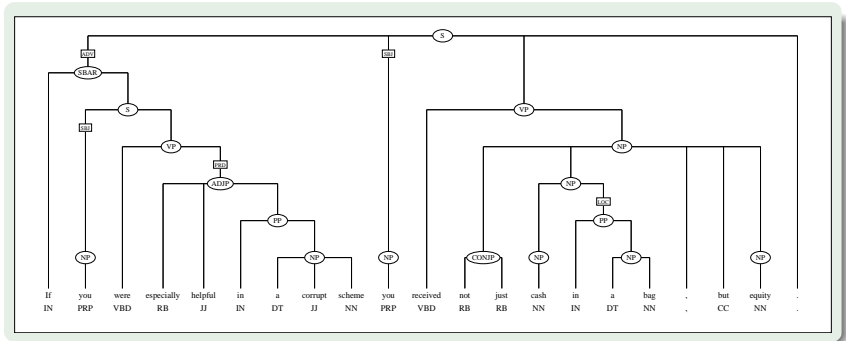 S
ADV SBJ
SBAR
S VP
SBJ
VP NP
PRD
ADJP NP
LOC
PP PP
NP NP NP CONJP NP NP NP
If you were especially helpful in a corrupt scheme you received not just cash in a bag , but equity .
IN PRP VBD RB JJ IN DT JJ NN PRP VBD RB RB NN IN DT NN , CC NN .